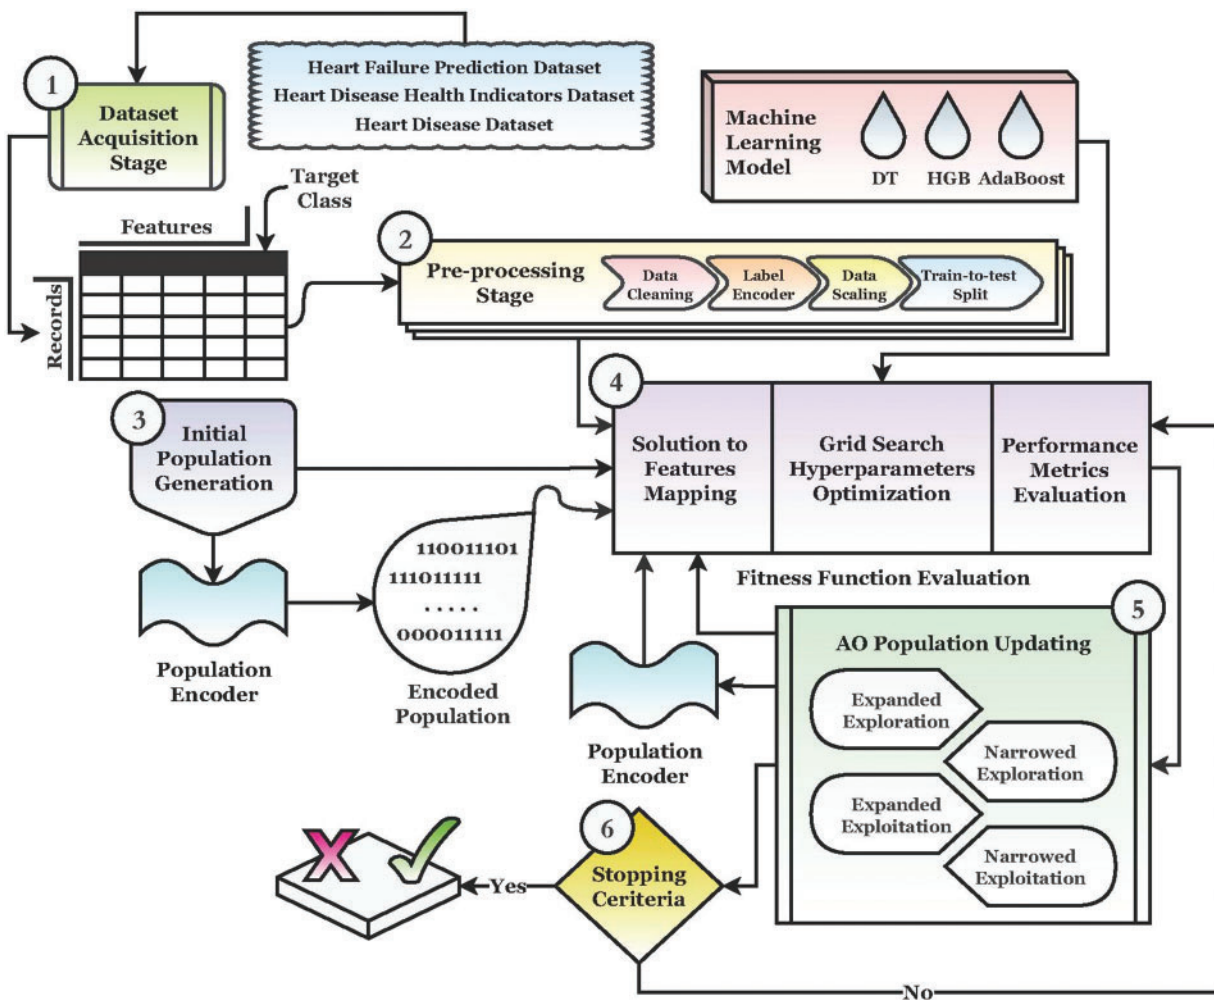 1
Dataset
Acquisition
Stage
Heart Failure Prediction Dataset
Heart Disease Health Indicators Dataset
Heart Disease Dataset
Machine
Learning
Model
DT
HGB
AdaBoost
Target
Class
Features
Records
2
Pre-processing
Stage
Data
Cleaning
Label
Encoder
Data
Scaling
Train-to-test
Split
3
Initial
Population
Generation
4
Solution to
Features
Mapping
Grid Search
Hyperparameters
Optimization
Performance
Metrics
Evaluation
Fitness Function Evaluation
Population
Encoder
110011101
111011111
.....
000011111
Encoded
Population
Population
Encoder
5
AO Population Updating
Expanded
Exploration
Narrowed
Exploration
Expanded
Exploitation
Narrowed
Exploitation
6
Stopping
Ceriteria
Yes
No